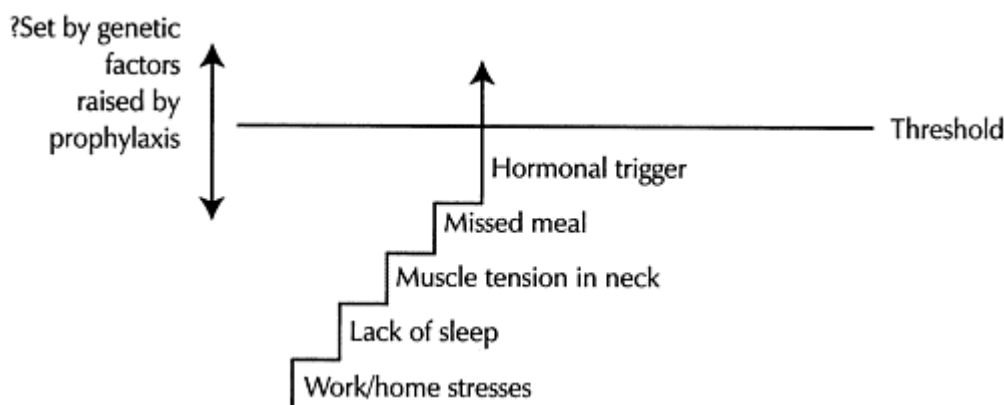 ?Set by genetic
factors
raised by
prophylaxis
Threshold
Hormonal trigger
Missed meal
Muscle tension in neck
Lack of sleep
Work/home stresses